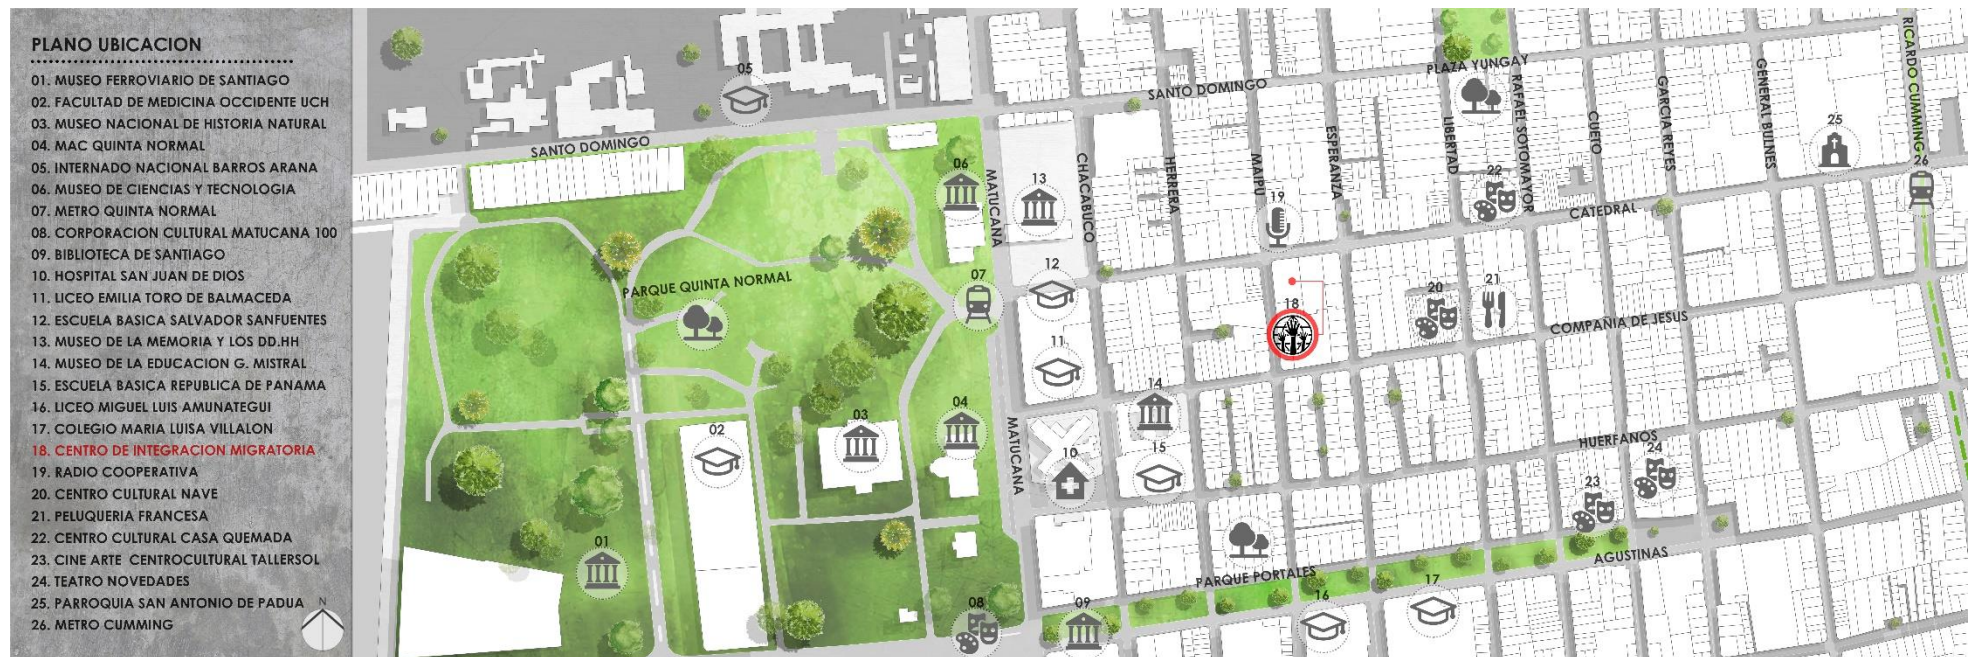 PLANO UBICACION
01. MUSEO FERROVIARIO DE SANTIAGO
02. FACULTAD DE MEDICINA OCCIDENTE UCH
03. MUSEO NACIONAL DE HISTORIA NATURAL
04. MAC QUINTA NORMAL
05. INTERNADO NACIONAL BARROS ARANA
06. MUSEO DE CIENCIAS Y TECNOLOGIA
07. METRO QUINTA NORMAL
08. CORPORACION CULTURAL MATUCANA 100
09. BIBLIOTECA DE SANTIAGO
10. HOSPITAL SAN JUAN DE DIOS
11. LICEO EMILIA TORO DE BALMACEDA
12. ESCUELA BASICA SALVADOR SANFUENTES
13. MUSEO DE LA MEMORIA Y LOS DD.HH
14. MUSEO DE LA EDUCACION G. MISTRAL
15. ESCUELA BASICA REPUBLICA DE PANAMA
16. LICEO MIGUEL LUIS AMUNATEGUI
17. COLEGIO MARIA LUISA VILLALON
18. CENTRO DE INTEGRACION MIGRATORIA
19. RADIO COOPERATIVA
20. CENTRO CULTURAL NAVE
21. PELUQUERIA FRANCESA
22. CENTRO CULTURAL CASA QUEMADA
23. CINE ARTE CENTROCULTURAL TALLERSOL
24. TEATRO NOVEDADES
25. PARROQUIA SAN ANTONIO DE PADUA
26. METRO CUMMING
N
05
SANTO DOMINGO
SANTO DOMINGO
PLAZA YUNGAY
RICARDO CUMMING
06
MATUCANA
13
CHACABUCO
HERRERA
MAIPU
19
ESPERANZA
LIBERTAD
22
RAFAEL SOTOMAYOR
CUETO
GARCIA REYES
GENERAL BULNES
25
26
CATEDRAL
PARQUE QUINTA NORMAL
07
12
18
20
21
COMPAÑIA DE JESUS
11
14
04
03
02
MATUCANA
10
15
HUERFANOS
24
23
01
PARQUE PORTALES
AGUSTINAS
17
16
08
09